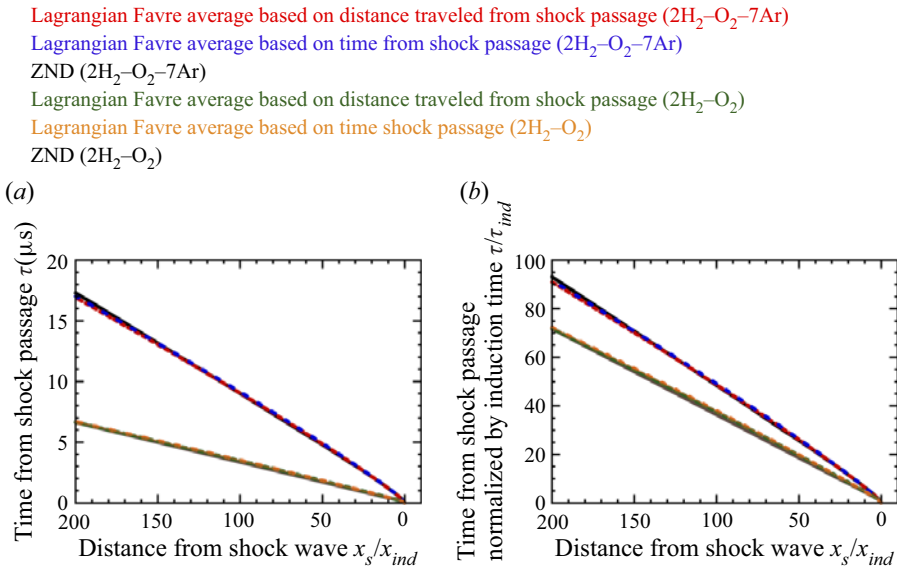 Lagrangian Favre average based on distance traveled from shock passage (2H2–O2–7Ar)
Lagrangian Favre average based on time from shock passage (2H2–O2–7Ar)
ZND (2H2–O2–7Ar)
Lagrangian Favre average based on distance traveled from shock passage (2H2–O2)
Lagrangian Favre average based on time shock passage (2H2–O2)
ZND (2H2–O2)
(a)
Time from shock passage τ(μs)
20
15
10
5
0
200 150 100 50 0
Distance from shock wave xs/xind
(b)
Time from shock passage
normalized by induction time τ/τind
100
80
60
40
20
0
200 150 100 50 0
Distance from shock wave xs/xind